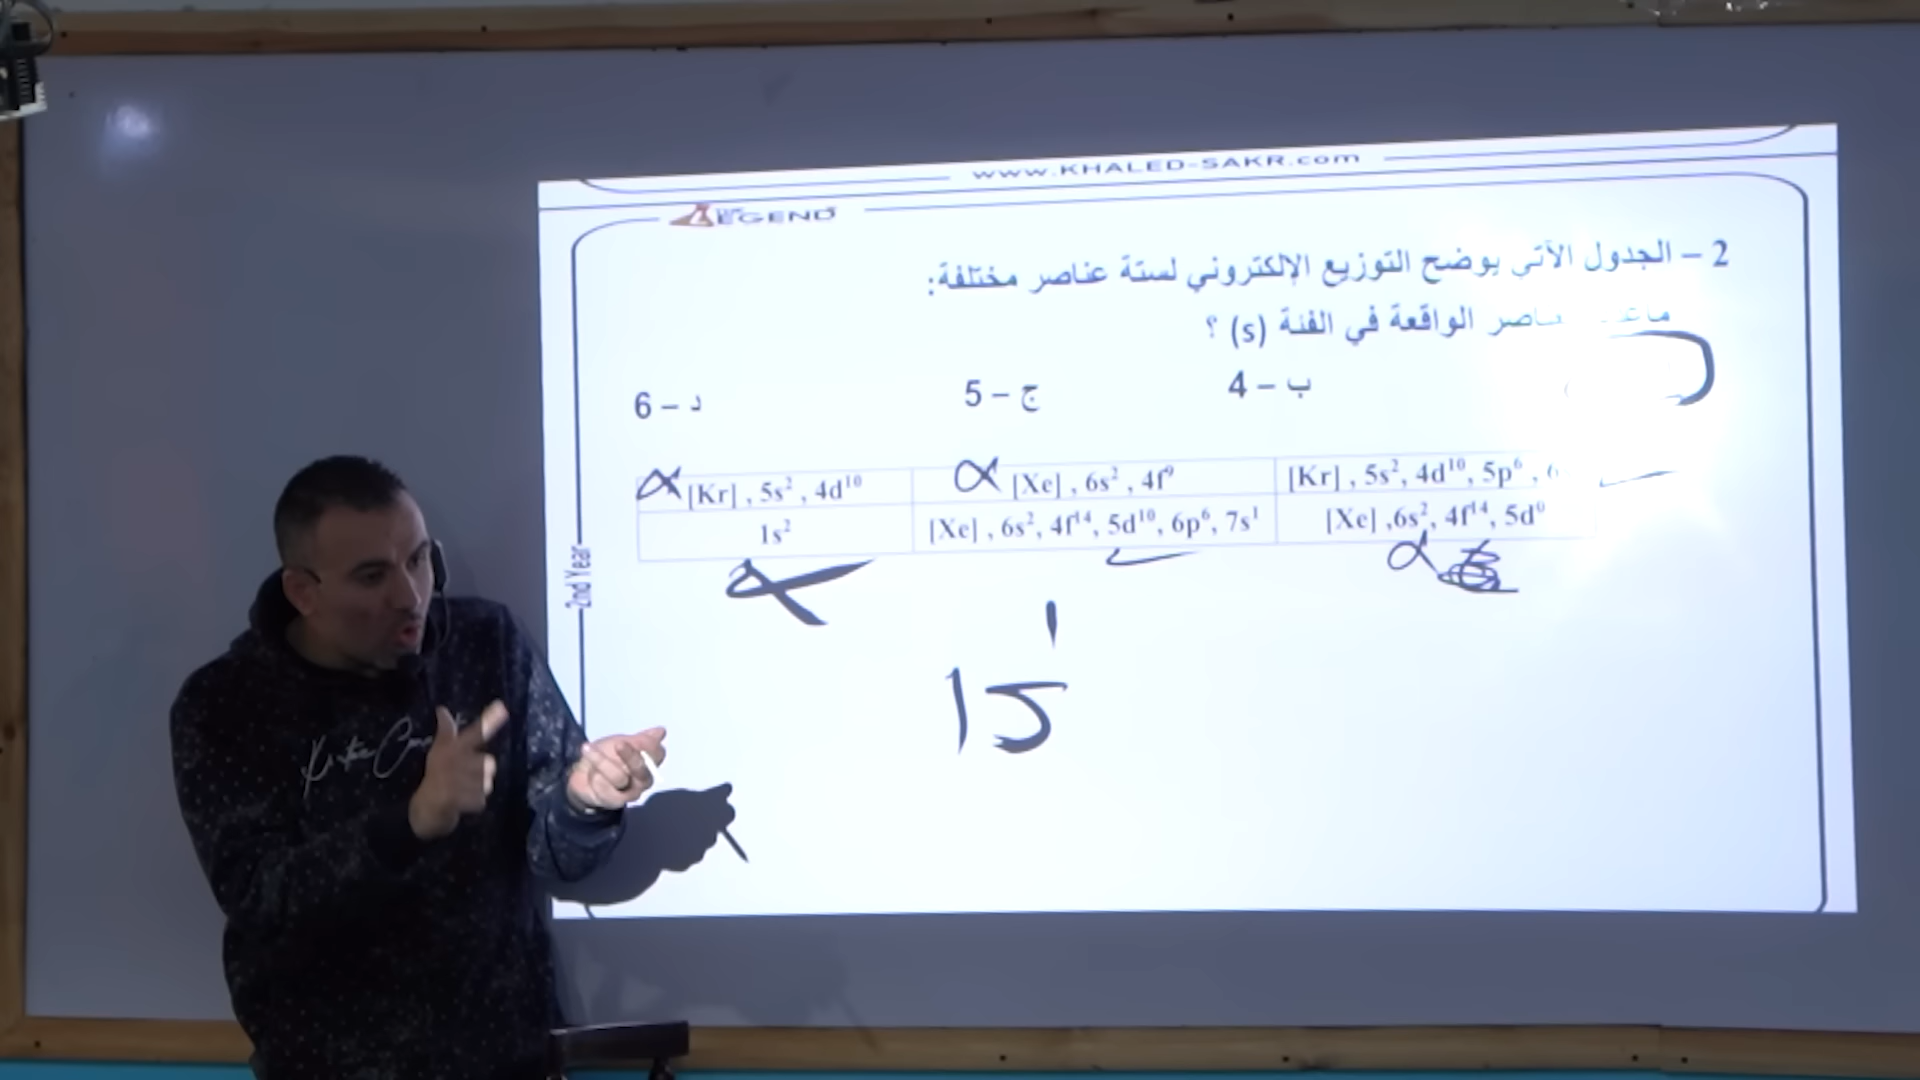 www.KHALED-SAKR.com
LEGEND
2 – الجدول الآتي يوضح التوزيع الإلكتروني لستة عناصر مختلفة:
الواقعة في الفئة (s) ؟
ب – 4
ج – 5
د – 6
[Kr] , 5s² , 4d¹⁰
[Xe] , 6s² , 4f⁹
[Kr] , 5s², 4d¹⁰, 5p⁶ ,
1s²
[Xe] , 6s², 4f¹⁴, 5d¹⁰, 6p⁶, 7s¹
[Xe] ,6s², 4f¹⁴, 5d
1s¹
2nd Year